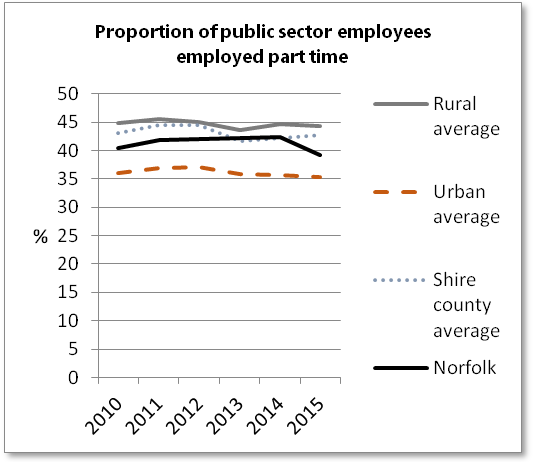 Proportion of public sector employees
employed part time
50
45
40
35
30
25
20
15
10
5
0
%
2010
2011
2012
2013
2014
2015
Rural
average
Urban
average
Shire
county
average
Norfolk